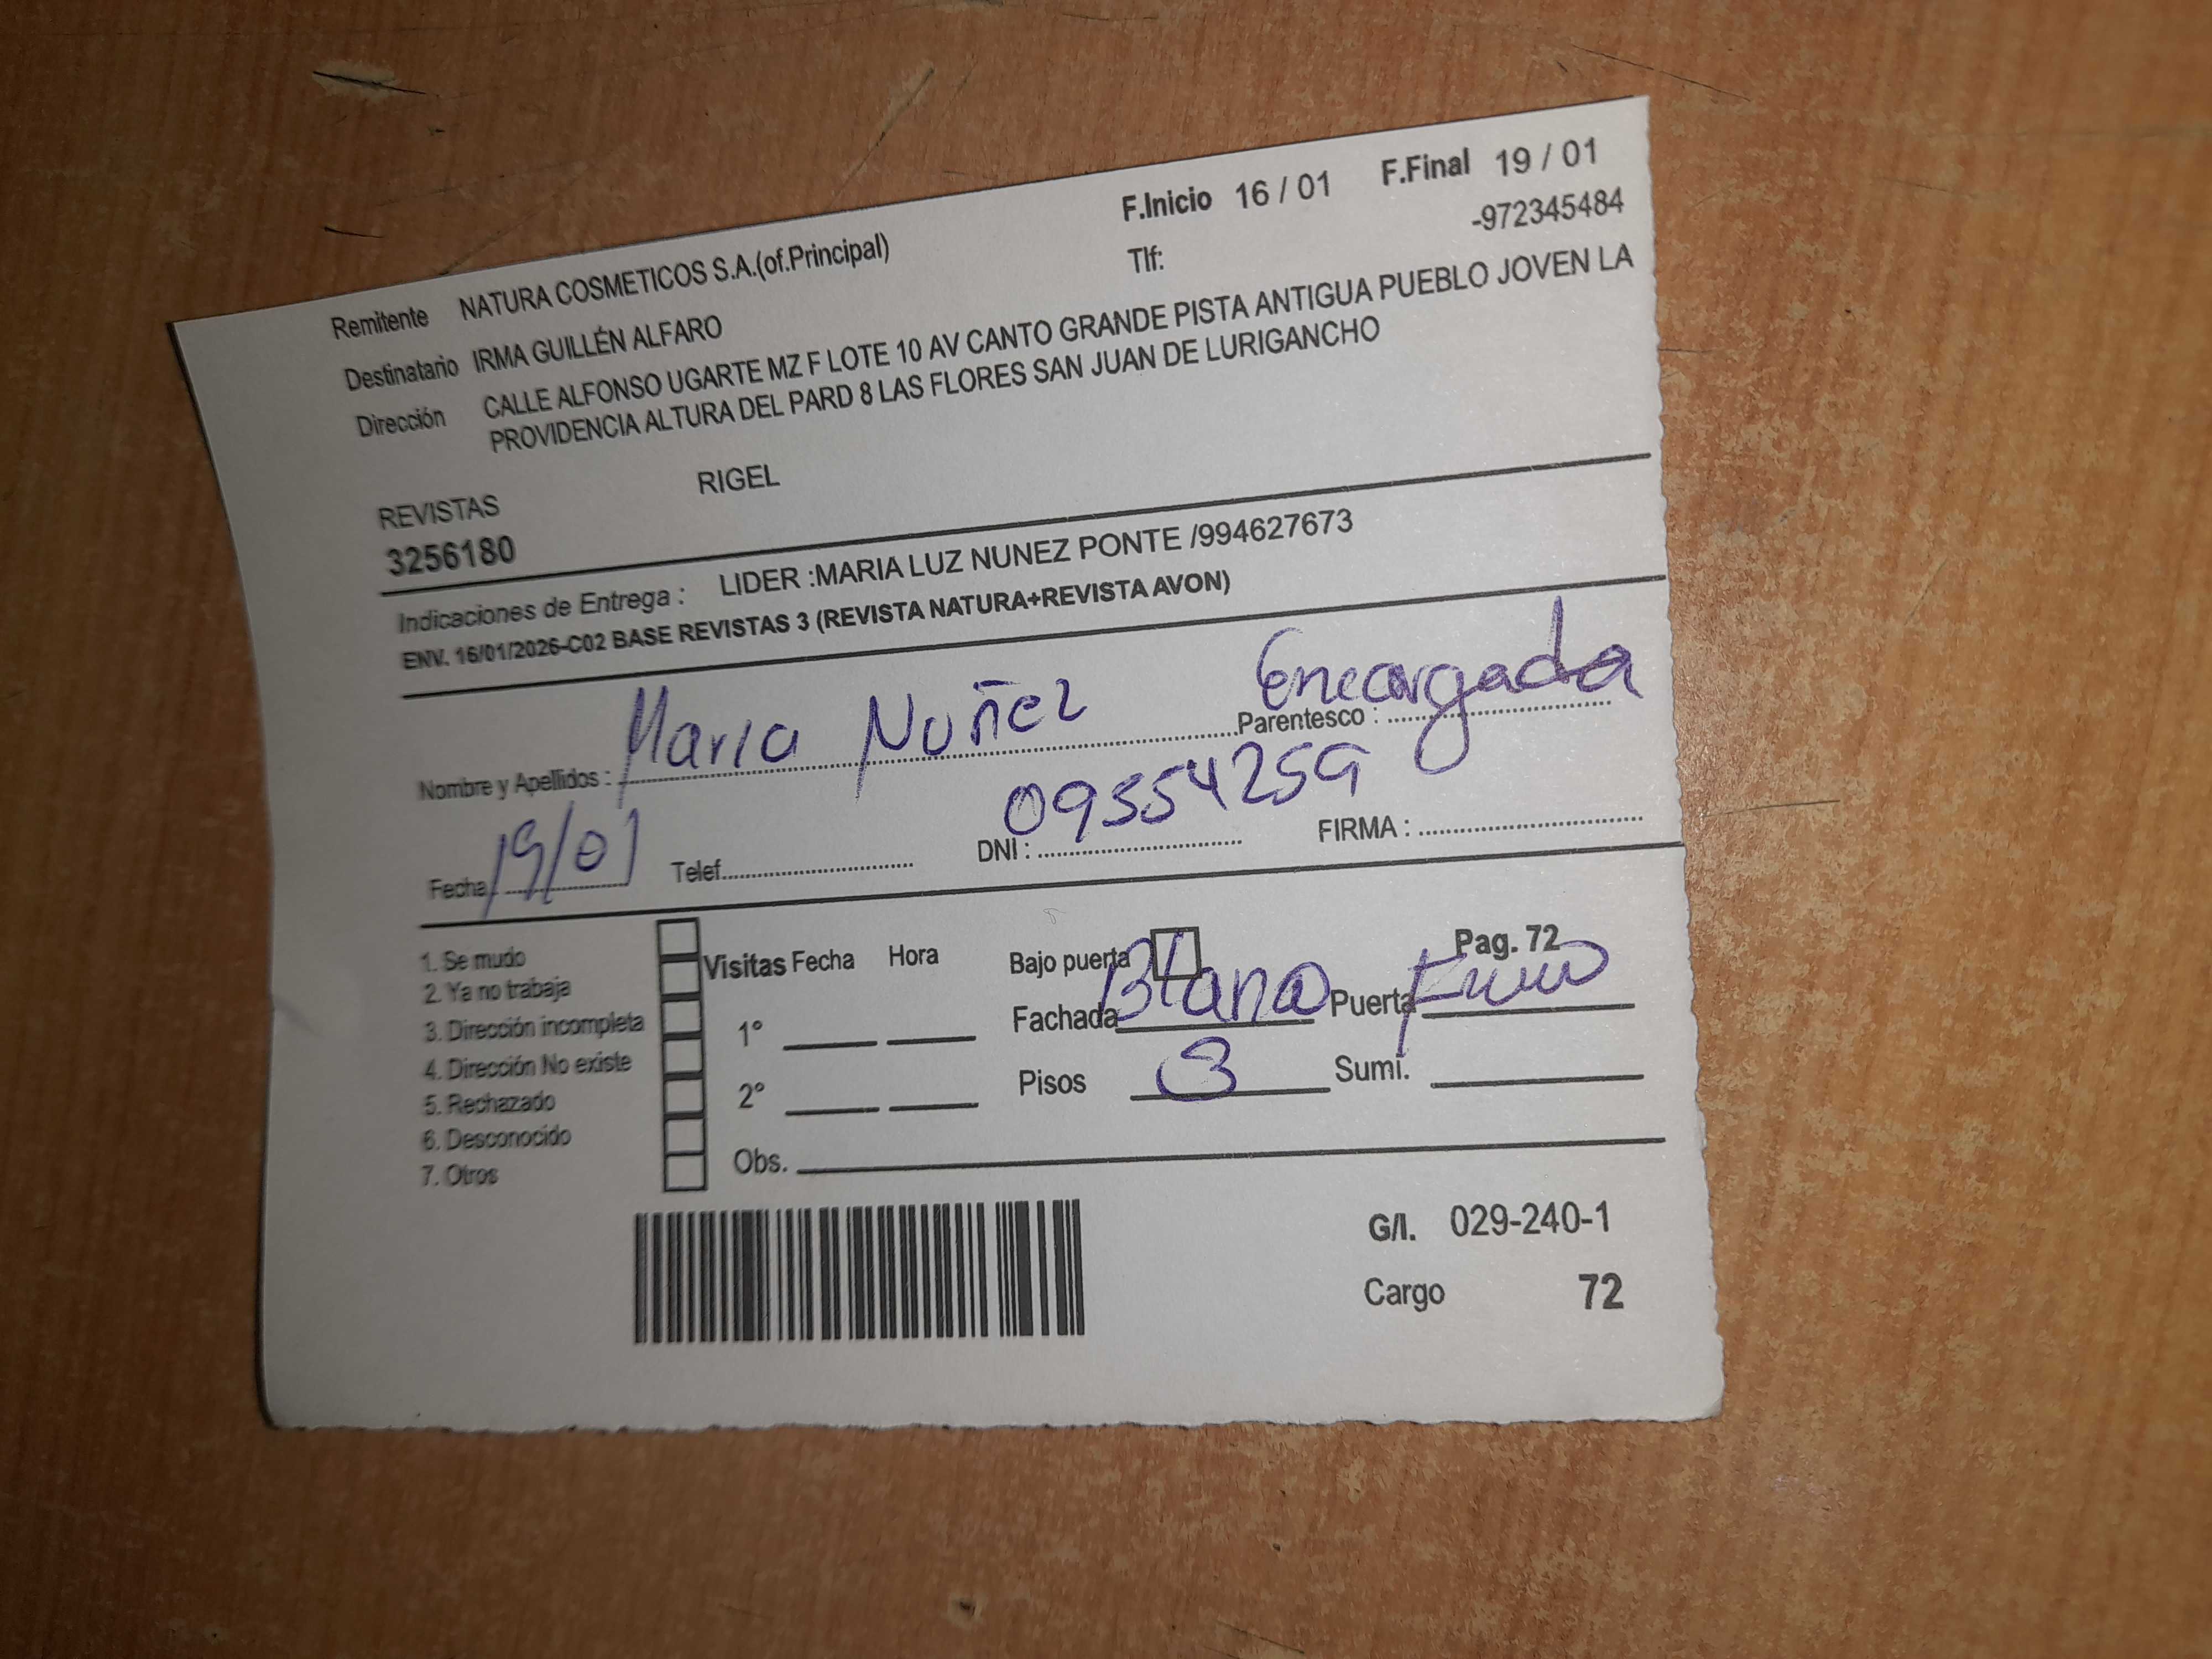 F.Inicio 16 / 01 F.Final 19 / 01
Remitente NATURA COSMETICOS S.A.(of.Principal) Tlf: -972345484
Destinatario IRMA GUILLÉN ALFARO
Dirección CALLE ALFONSO UGARTE MZ F LOTE 10 AV CANTO GRANDE PISTA ANTIGUA PUEBLO JOVEN LA
PROVIDENCIA ALTURA DEL PARD 8 LAS FLORES SAN JUAN DE LURIGANCHO
REVISTAS RIGEL
3256180
Indicaciones de Entrega : LIDER :MARIA LUZ NUNEZ PONTE /994627673
ENV. 16/01/2026-C02 BASE REVISTAS 3 (REVISTA NATURA+REVISTA AVON)
Nombre y Apellidos : Maria Nuñez Parentesco : Encargada
Fecha 19/01 Telef. DNI : 09554259 FIRMA :
1. Se mudo
2. Ya no trabaja
3. Dirección incompleta
4. Dirección No existe
5. Rechazado
6. Desconocido
7. Otros
Visitas Fecha Hora
1°
2°
Obs.
Bajo puerta Pag. 72
Fachada Blana Puerta
Pisos 3 Sumi.
G/I. 029-240-1
Cargo 72